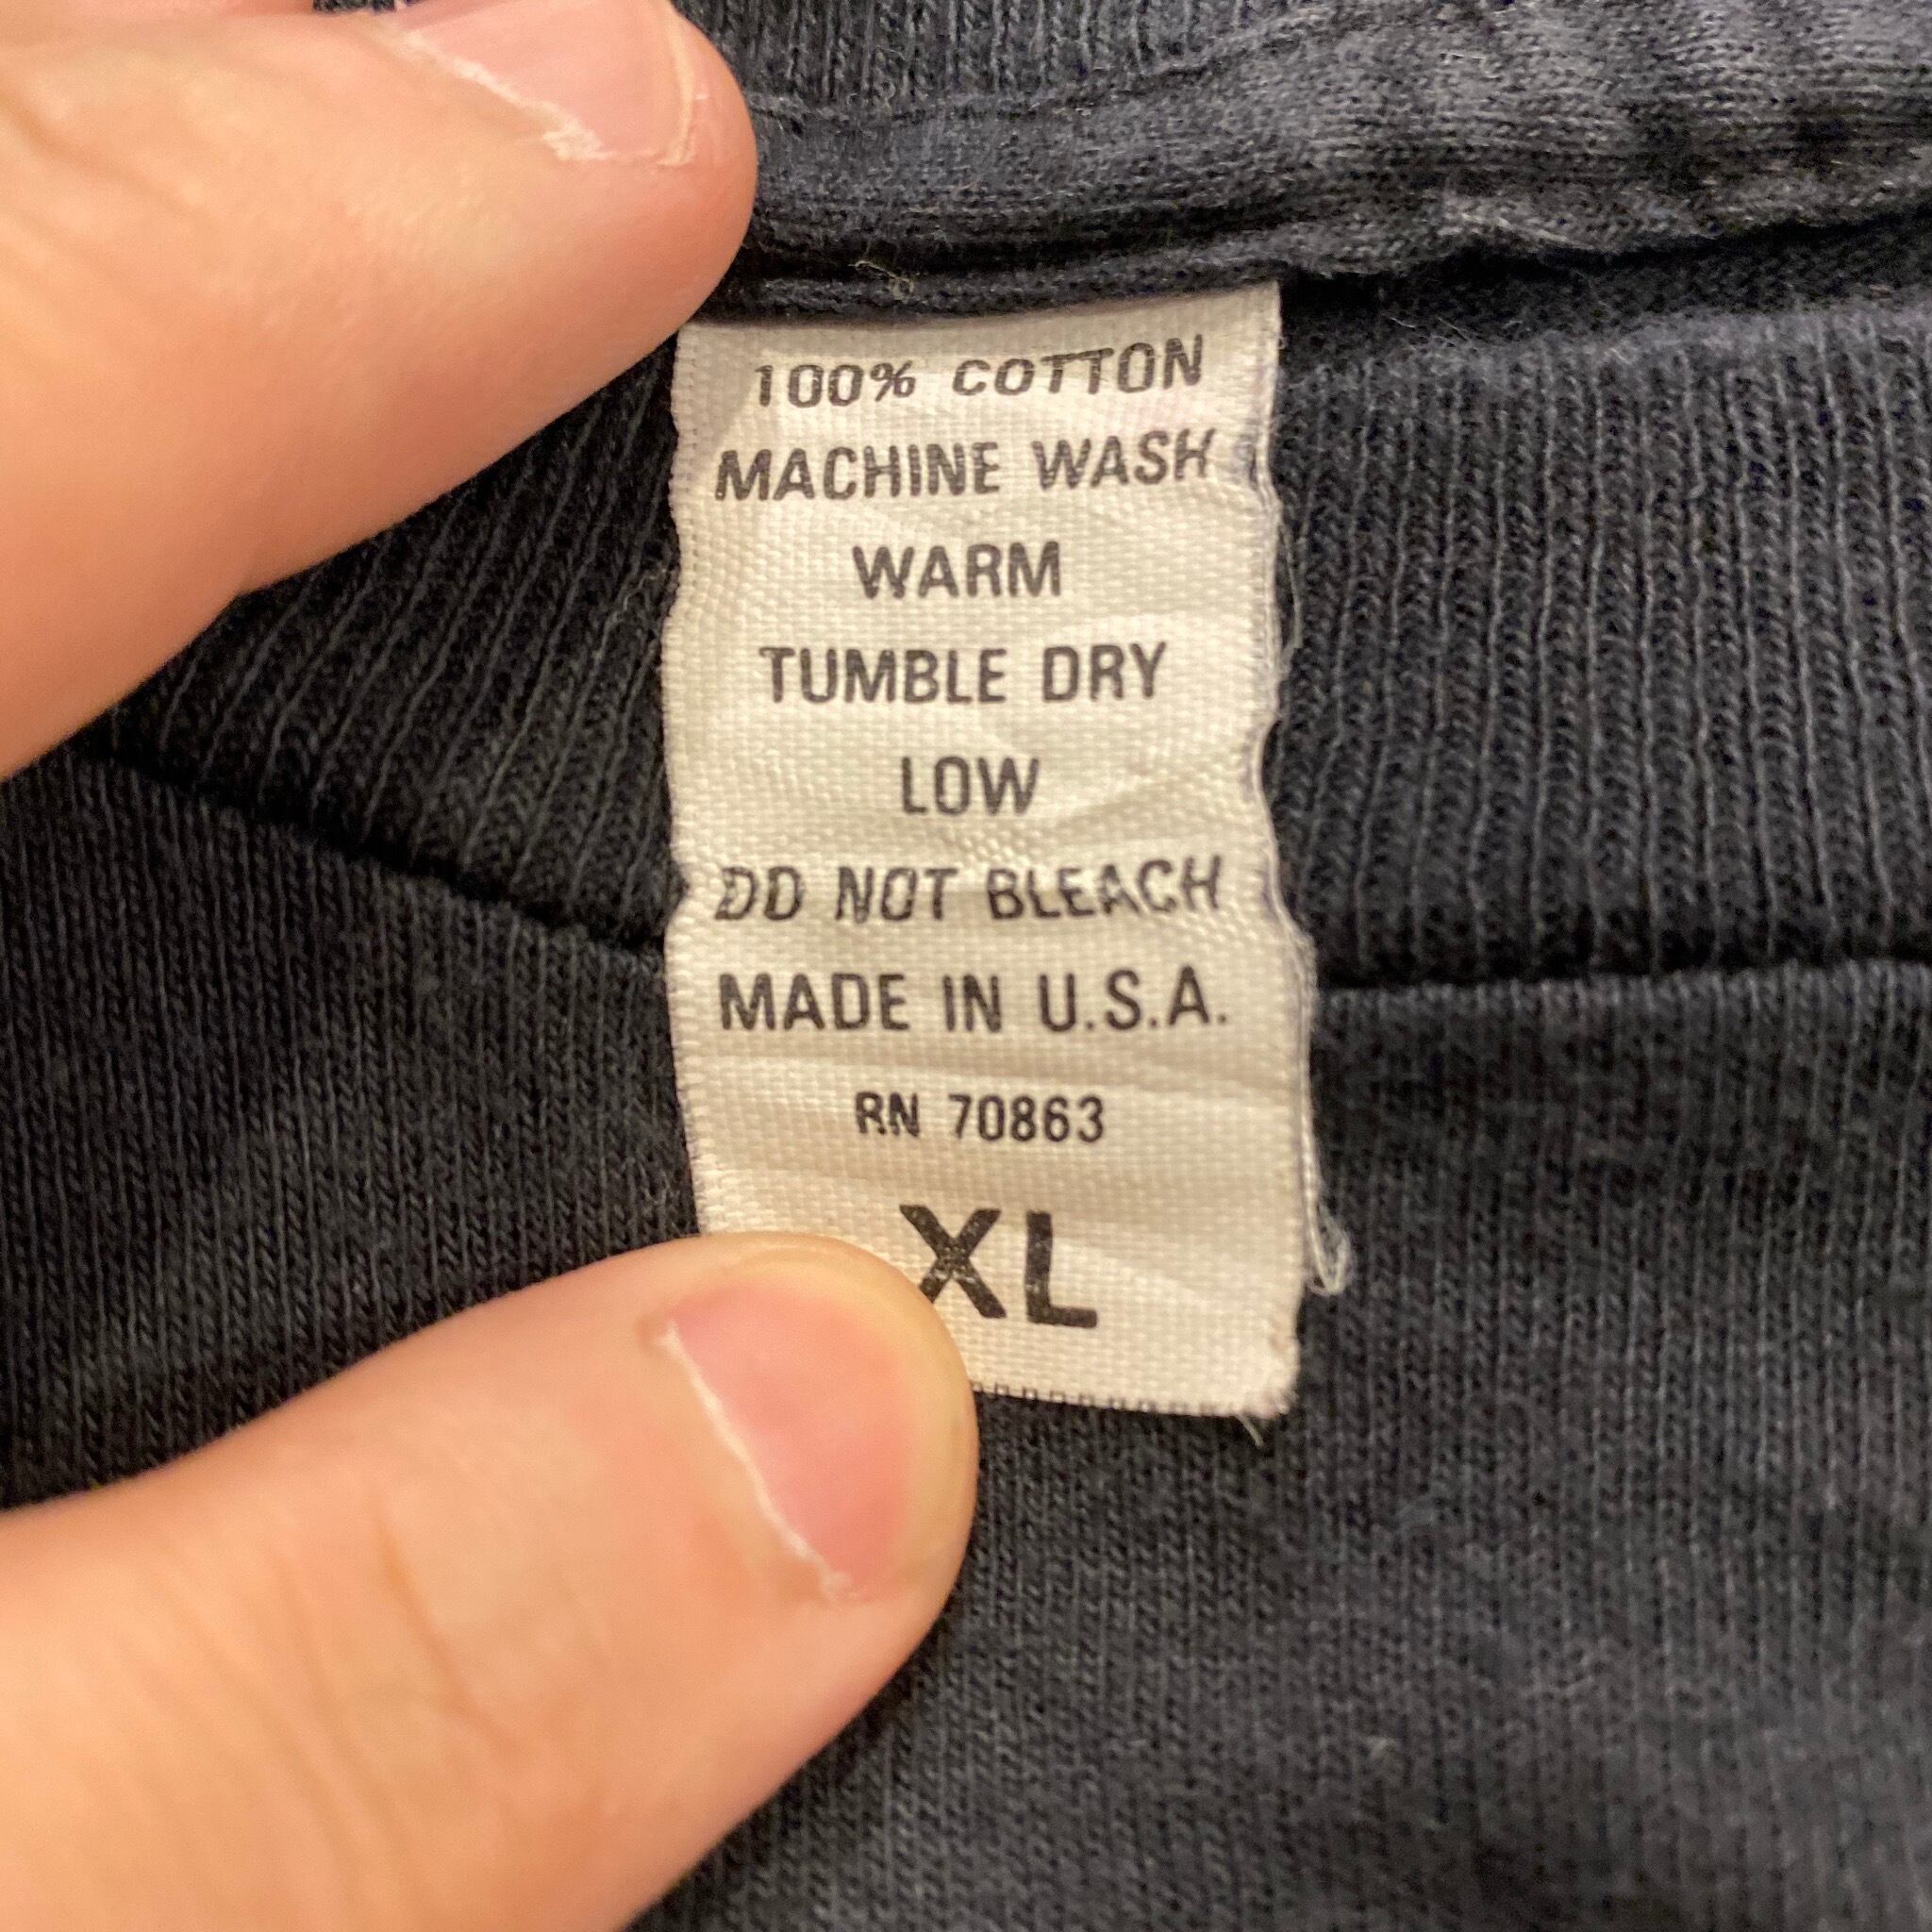 100% COTTON
MACHINE WASH
WARM
TUMBLE DRY
LOW
DO NOT BLEACH
MADE IN U.S.A.
RN 70863
XL